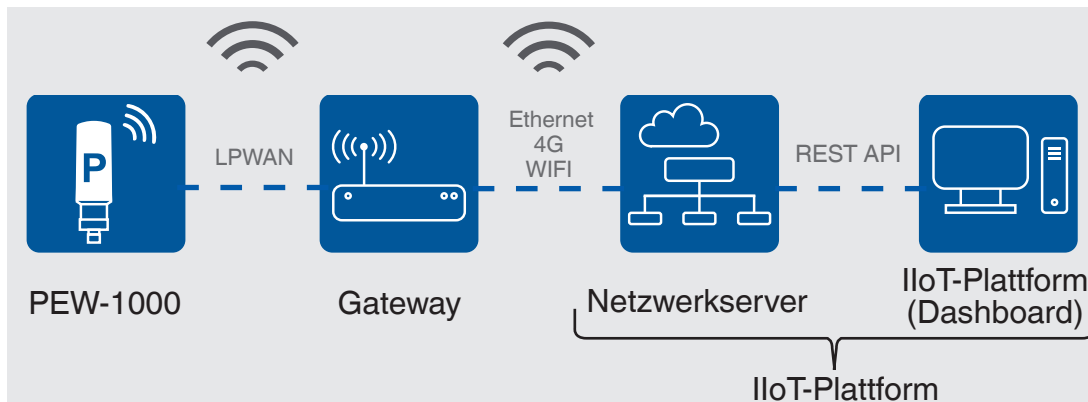 P
LPWAN
Ethernet
4G
WIFI
REST API
PEW-1000
Gateway
Netzwerkserver
IIoT-Plattform
(Dashboard)
IIoT-Plattform